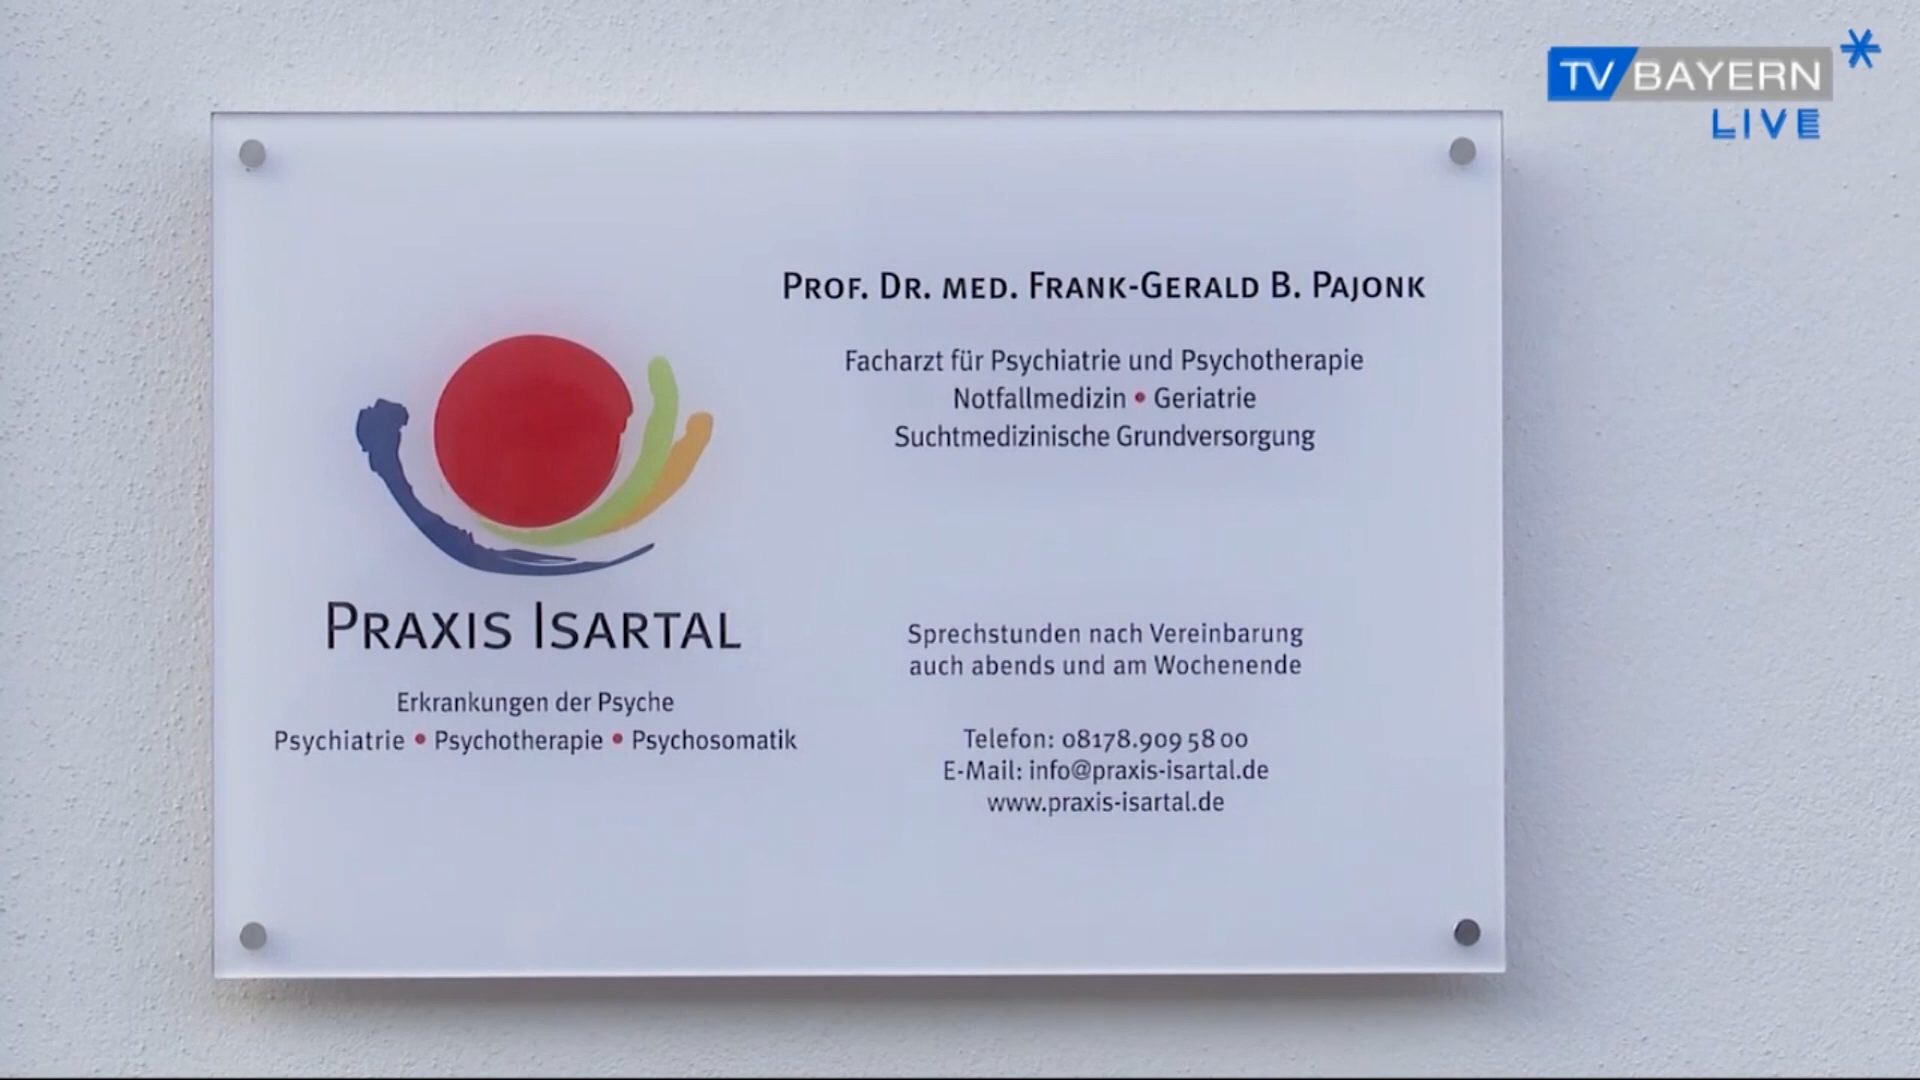 TV BAYERN
LIVE
PROF. DR. MED. FRANK-GERALD B. PAJONK
Facharzt für Psychiatrie und Psychotherapie
Notfallmedizin • Geriatrie
Suchtmedizinische Grundversorgung
PRAXIS ISARTAL
Erkrankungen der Psyche
Psychiatrie • Psychotherapie • Psychosomatik
Sprechstunden nach Vereinbarung
auch abends und am Wochenende
Telefon: 08178.909 58 00
E-Mail: info@praxis-isartal.de
www.praxis-isartal.de